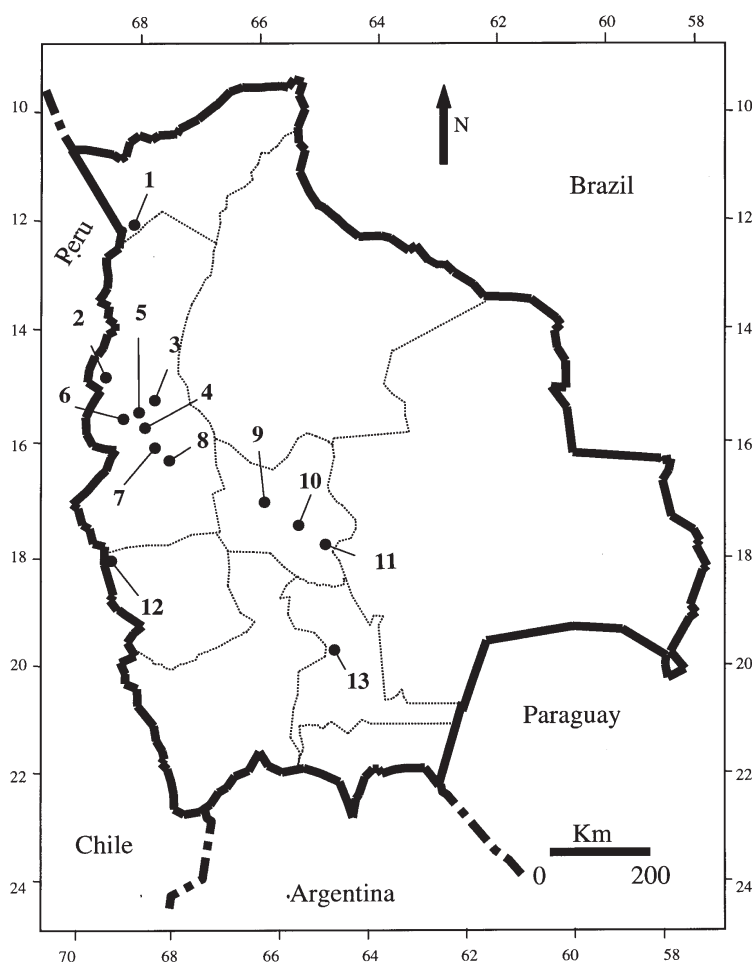 68 66 64 62 60 58
10 10
N
1 Brazil
12 12
Peru
14 14
2 5 3
6 4
16 9 8 16
7 10
18 11 18
12
20 13 20
Paraguay
22 22
Km
Chile
0 200
24 Argentina 24
70 68 66 64 62 60 58